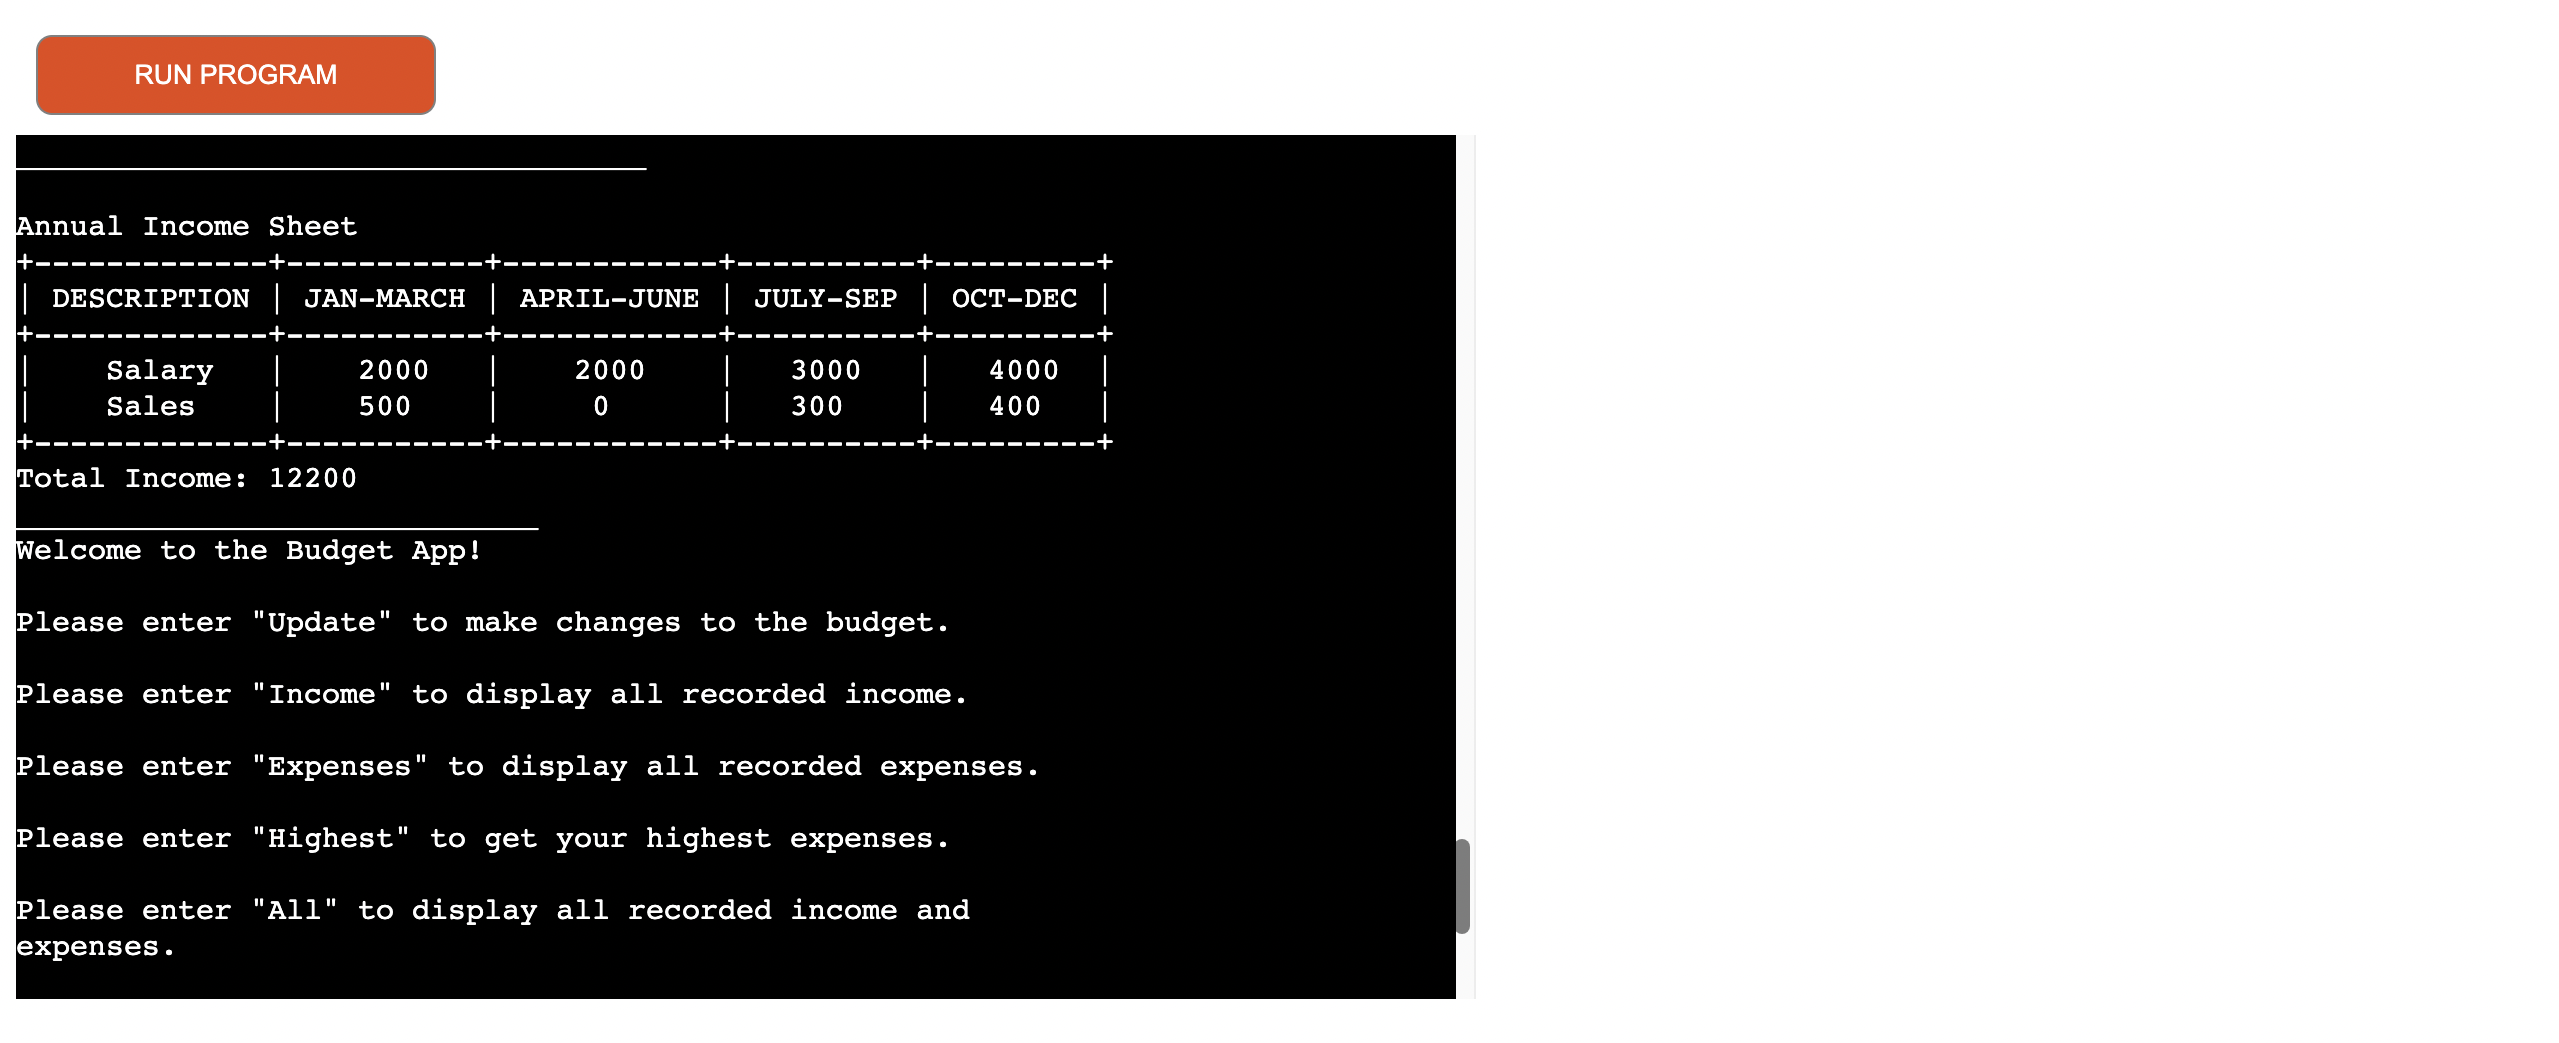 RUN PROGRAM
___________________________________
Annual Income Sheet
+-------------+-----------+------------+----------+---------+
| DESCRIPTION | JAN-MARCH | APRIL-JUNE | JULY-SEP | OCT-DEC |
+-------------+-----------+------------+----------+---------+
|    Salary   |    2000   |    2000    |   3000   |   4000  |
|    Sales    |    500    |     0      |   300    |   400   |
+-------------+-----------+------------+----------+---------+
Total Income: 12200
_____________________________
Welcome to the Budget App!
Please enter "Update" to make changes to the budget.
Please enter "Income" to display all recorded income.
Please enter "Expenses" to display all recorded expenses.
Please enter "Highest" to get your highest expenses.
Please enter "All" to display all recorded income and
expenses.